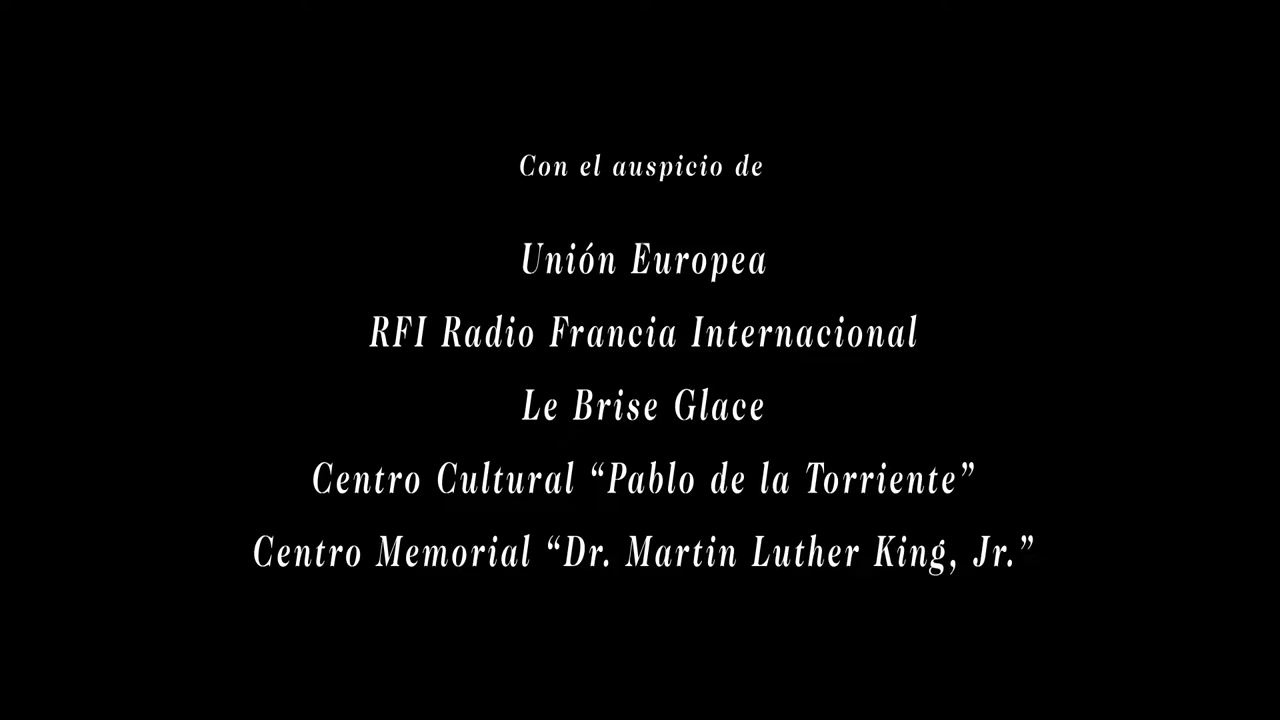 Con el auspicio de
Unión Europea
RFI Radio Francia Internacional
Le Brise Glace
Centro Cultural “Pablo de la Torriente”
Centro Memorial “Dr. Martin Luther King, Jr.”